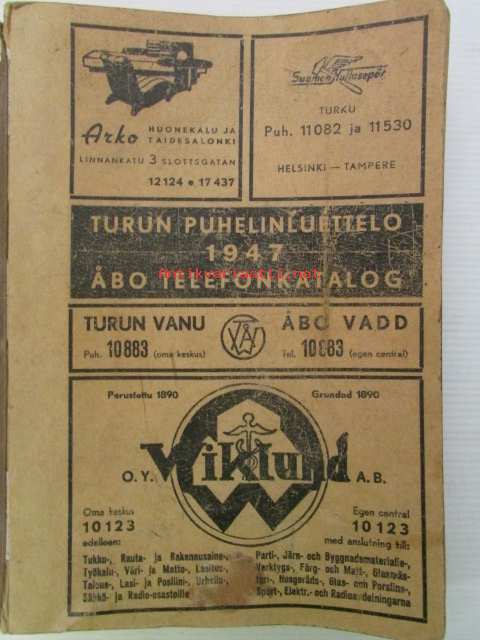 Arko
HUONEKALU JA
TAIDESALONKI
LINNANKATU 3 SLOTTSGATAN
12124 • 17437
Suomen Kultasepät
TURKU
Puh. 11082 ja 11530
HELSINKI — TAMPERE
TURUN PUHELINLUETTELO
1947
ÅBO TELEFONKATALOG
Antikvariaatti.net
TURUN VANU
Puh. 10883 (oma keskus)
ÅBO VADD
Tel. 10883 (egen central)
Perustettu 1890
Grundad 1890
O.Y. Wiklund A.B.
Oma keskus
10123
edelleen:
Tukku-, Rauta- ja Rakennusaine-,
Työkalu-, Väri- ja Matto-, Lasitus-,
Talous-, Lasi- ja Posliini-, Urheilu-,
Sähkö- ja Radio-osastoille
Egen central
10123
med anslutning till:
Parti-, Järn- och Byggnadsmaterialie-,
Verktygs-, Färg- och Matt-, Glasmäs-
teri-, Husgeråds-, Glas- och Porslins-,
Sport-, Elektr.- och Radioavdelningarna